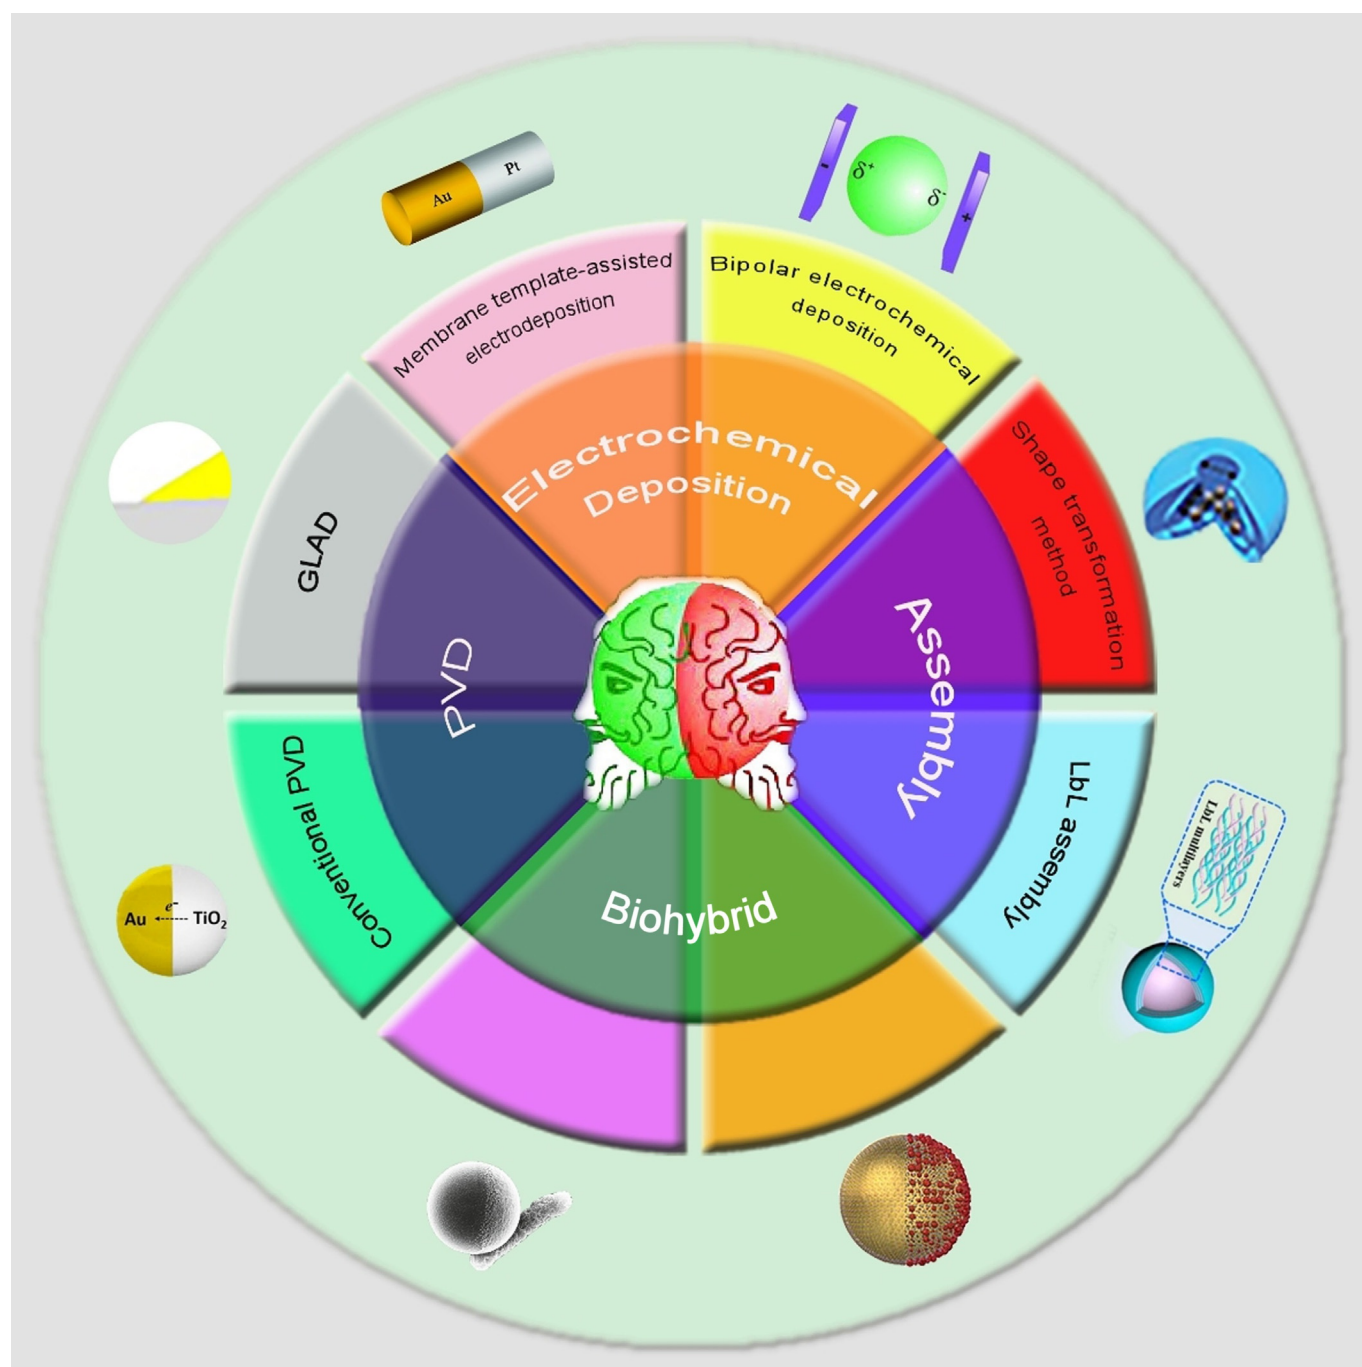 Au
Pt
-
δ⁺
δ⁻
+
Membrane template-assisted
electrodeposition
Bipolar electrochemical
deposition
Shape transformation
method
GLAD
Electrochemical
Deposition
PVD
Assembly
Conventional PVD
LbL assembly
LbL multilayers
Biohybrid
Au
e⁻
TiO₂